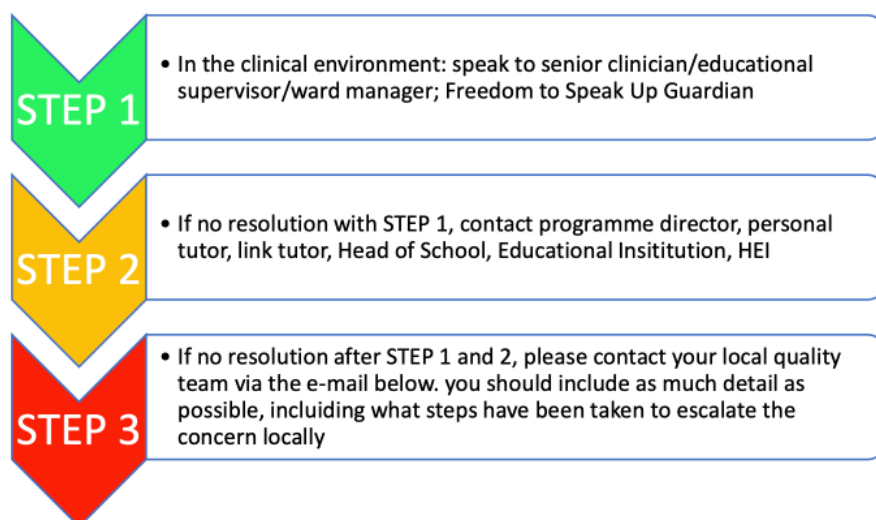 STEP 1
• In the clinical environment: speak to senior clinician/educational
supervisor/ward manager; Freedom to Speak Up Guardian
STEP 2
• If no resolution with STEP 1, contact programme director, personal
tutor, link tutor, Head of School, Educational Insititution, HEI
STEP 3
• If no resolution after STEP 1 and 2, please contact your local quality
team via the e-mail below. you should include as much detail as
possible, incluiding what steps have been taken to escalate the
concern locally